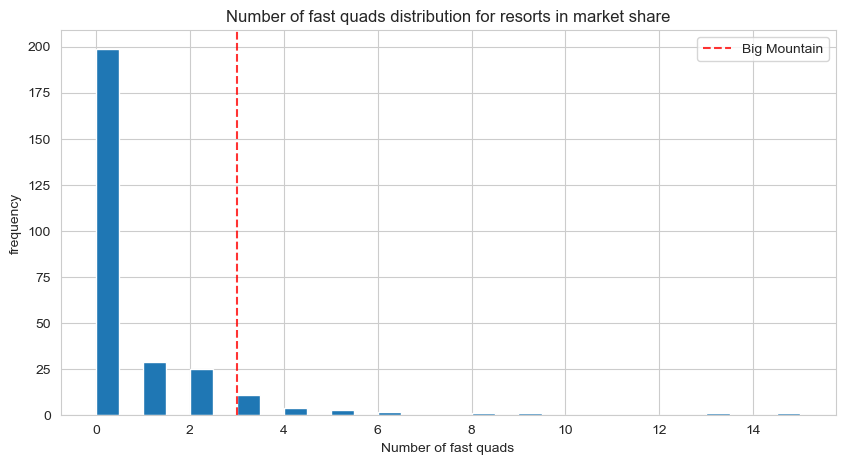 Number of fast quads distribution for resorts in market share
Big Mountain
200
175
150
125
100
75
50
25
0
frequency
0 2 4 6 8 10 12 14
Number of fast quads